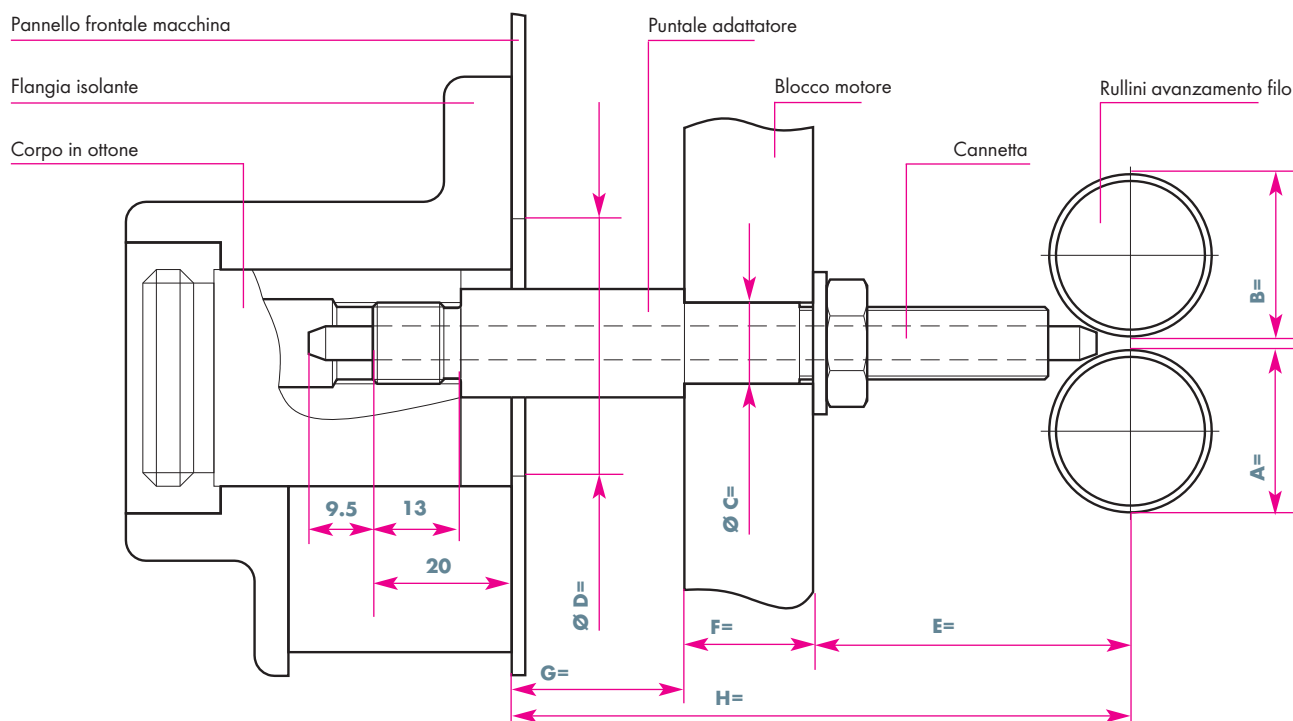 Pannello frontale macchina
Puntale adattatore
Flangia isolante
Blocco motore
Rullini avanzamento filo
Corpo in ottone
Cannetta
B=
A=
9.5
13
Ø C=
20
Ø D=
F=
E=
G=
H=